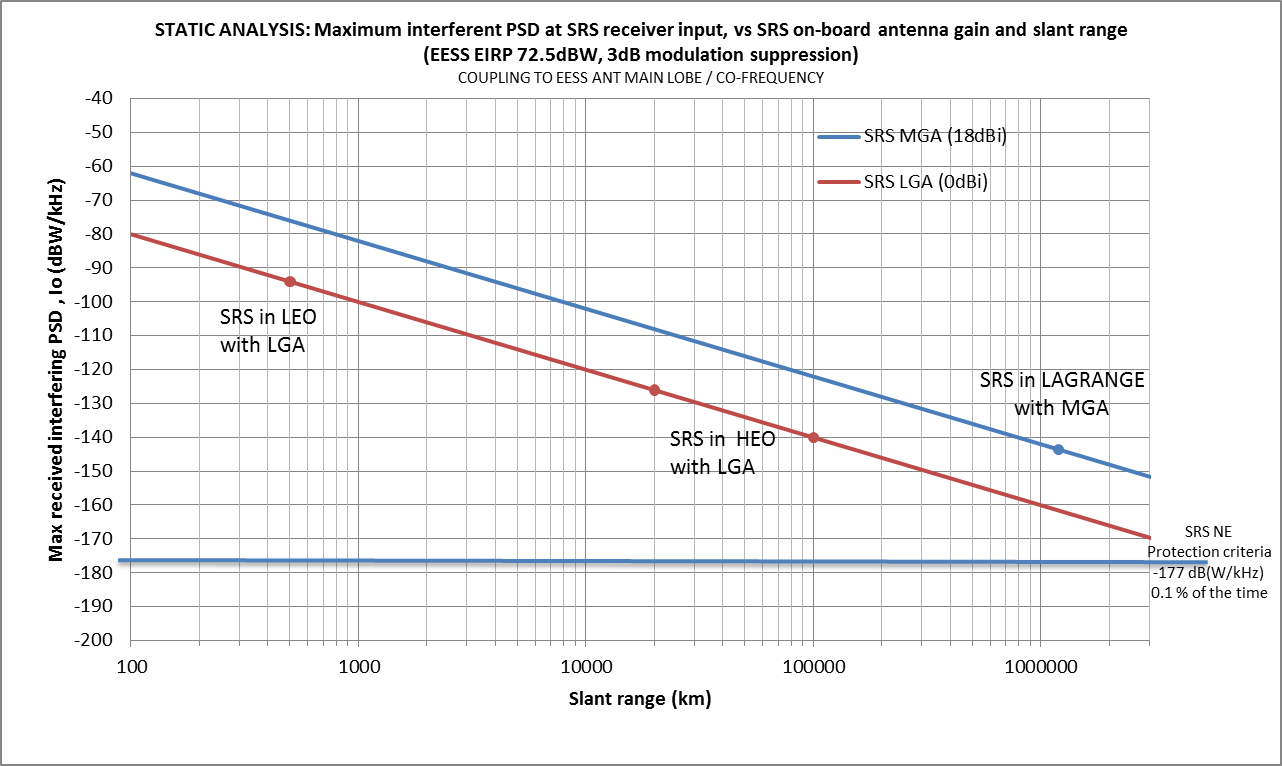 STATIC ANALYSIS: Maximum interferent PSD at SRS receiver input, vs SRS on-board antenna gain and slant range
(EESS EIRP 72.5dBW, 3dB modulation suppression)
COUPLING TO EESS ANT MAIN LOBE / CO-FREQUENCY
Max received interfering PSD , Io (dBW/kHz)
-40
-50
-60
-70
-80
-90
-100
-110
-120
-130
-140
-150
-160
-170
-180
-190
-200
SRS MGA (18dBi)
SRS LGA (0dBi)
SRS in LEO
with LGA
SRS in LAGRANGE
with MGA
SRS in HEO
with LGA
SRS NE
Protection criteria
-177 dB(W/kHz)
0.1 % of the time
100
1000
10000
100000
1000000
Slant range (km)